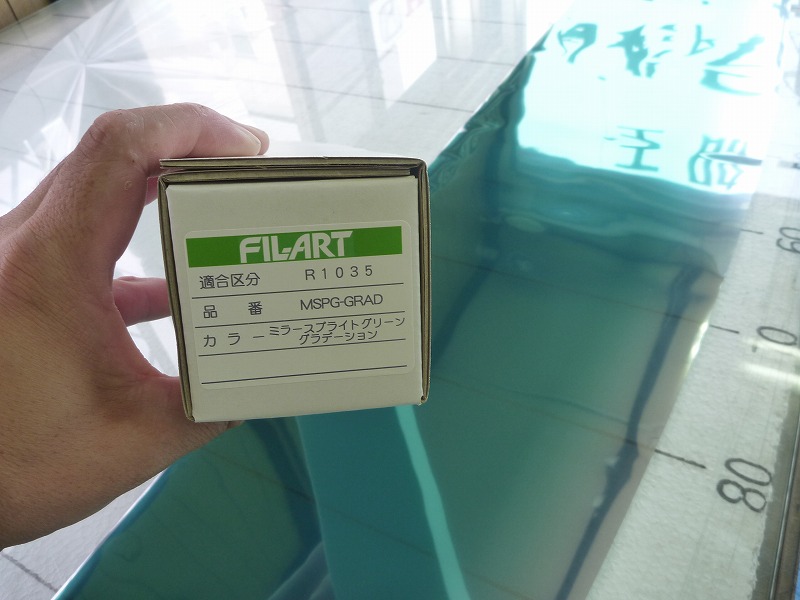 FIL-ART
適合区分 R1035
品番 MSPG-GRAD
カラー ミラースプライトグリーン
グラデーション
60
70
80